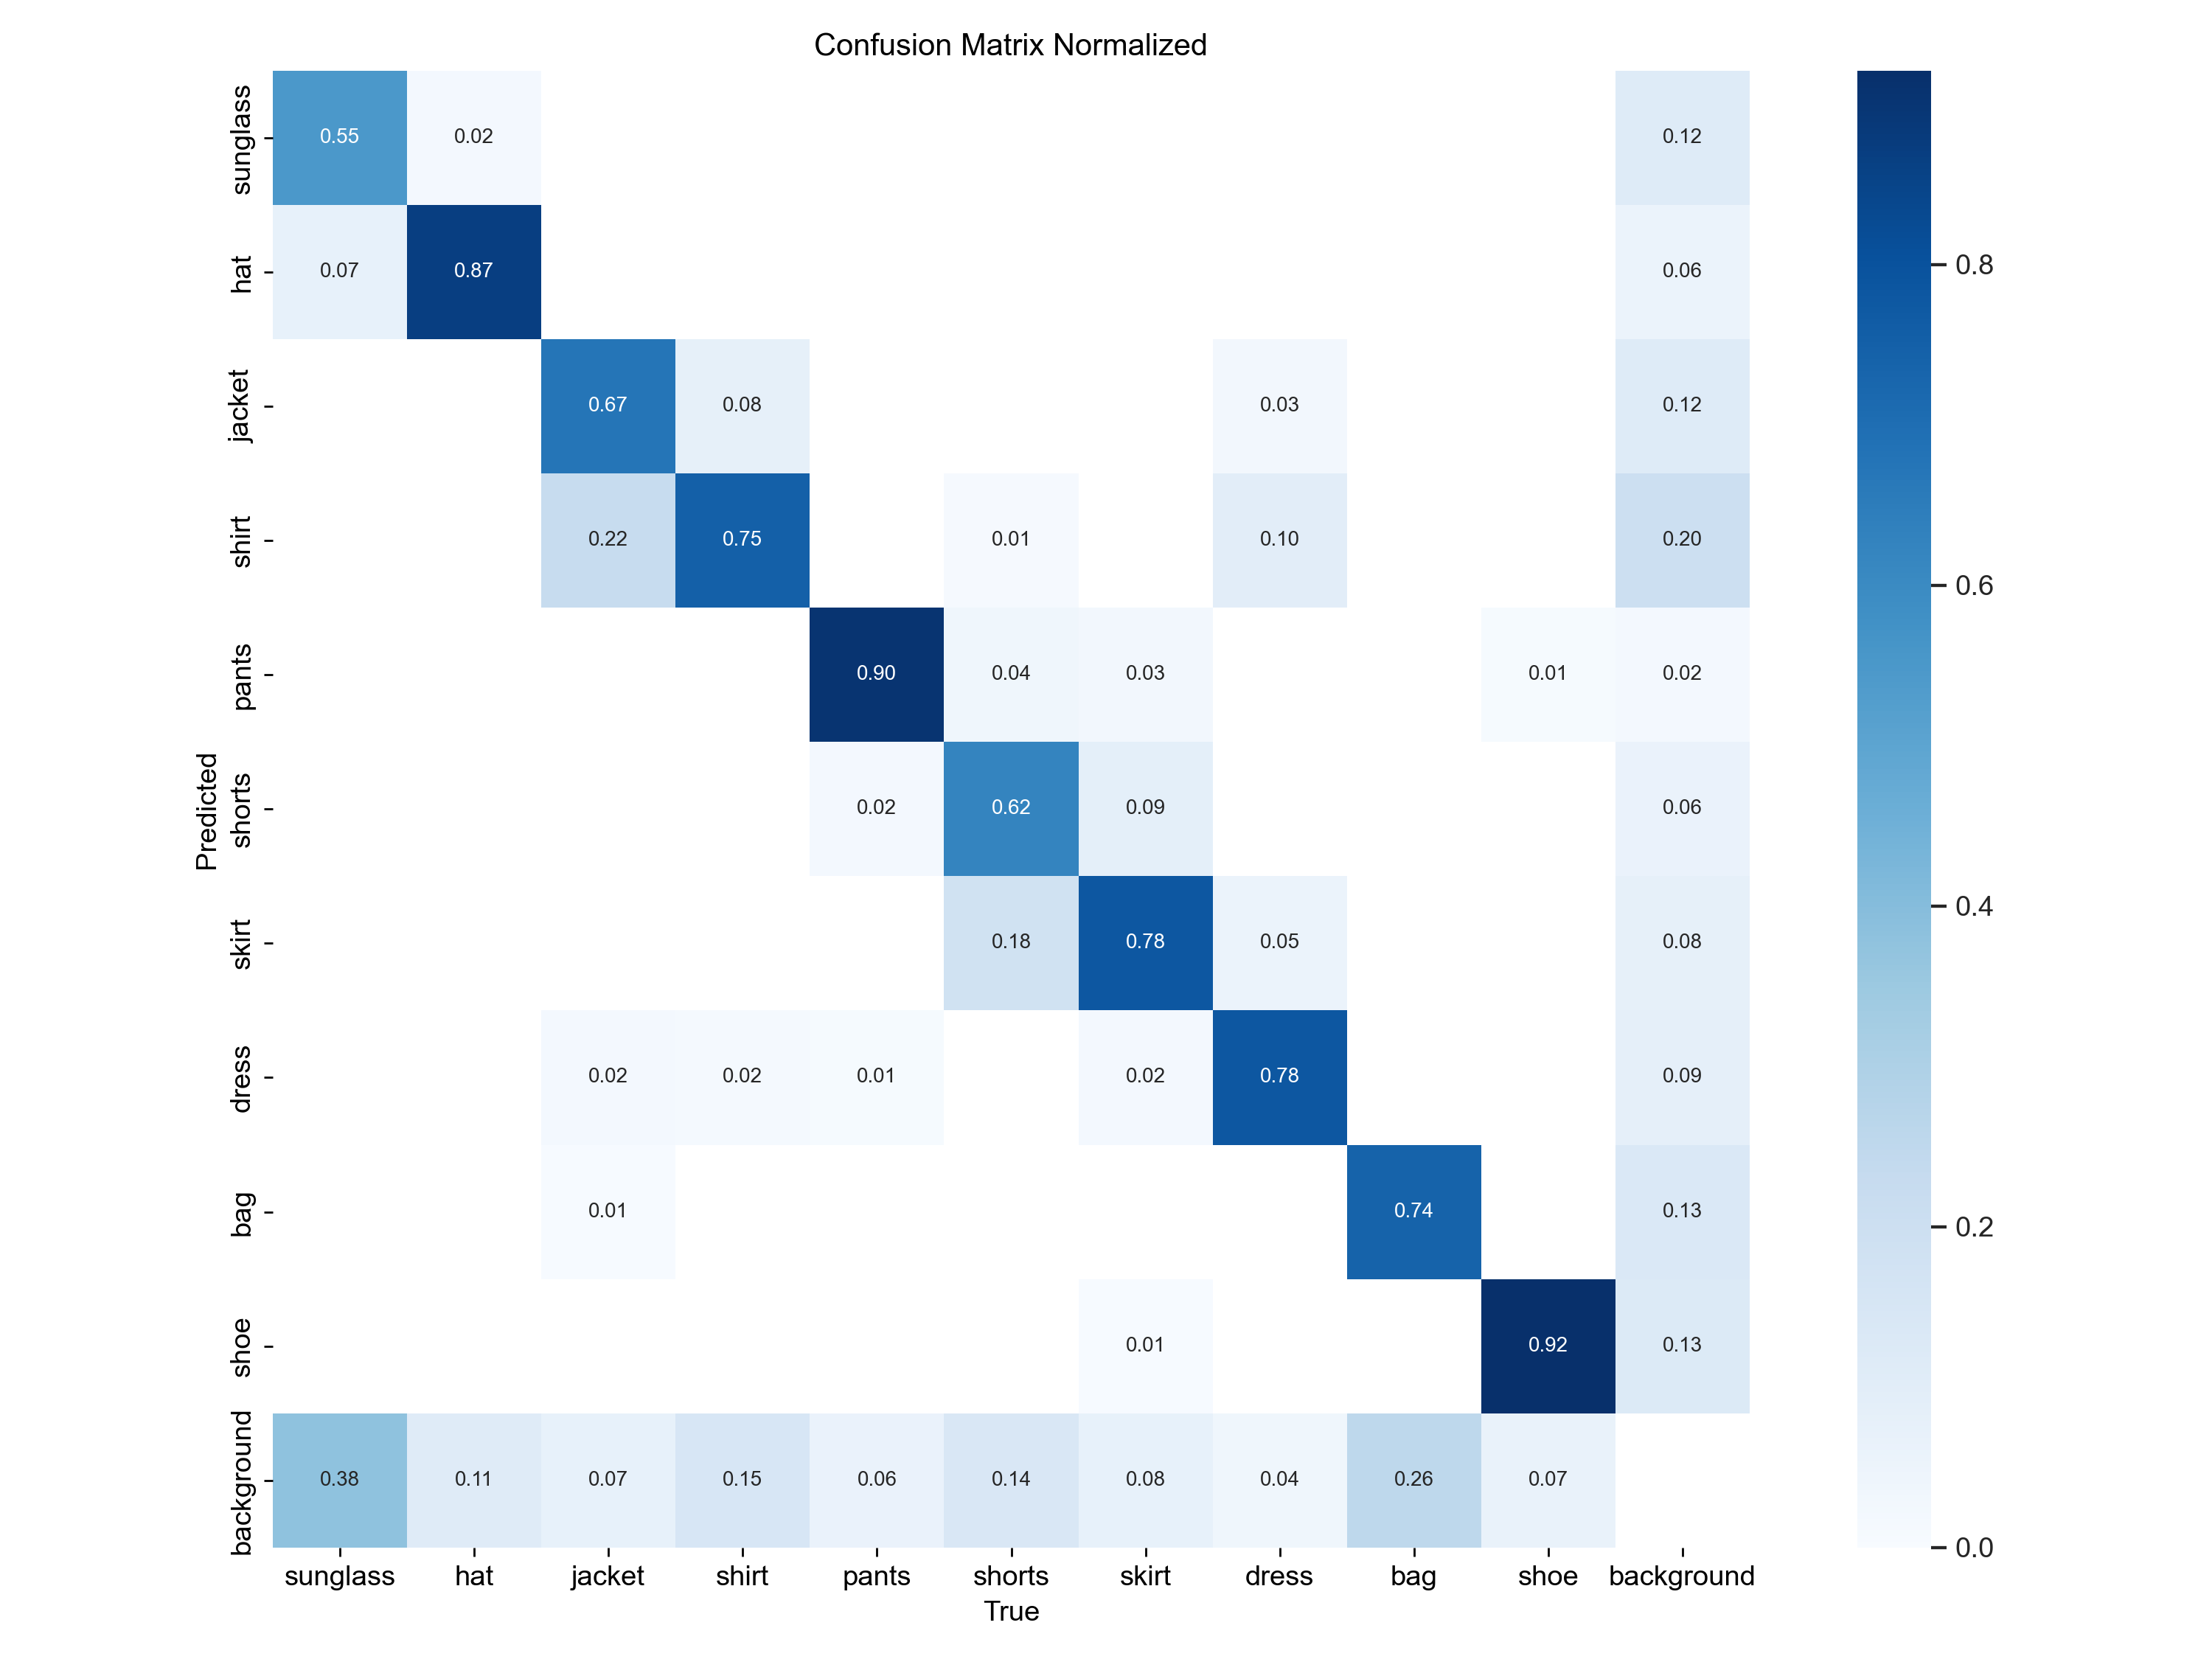 Confusion Matrix Normalized
sunglass 0.55 0.02 0.12
hat 0.07 0.87 0.06 0.8
jacket 0.67 0.08 0.03 0.12
shirt 0.22 0.75 0.01 0.10 0.20 0.6
pants 0.90 0.04 0.03 0.01 0.02
Predicted
shorts 0.02 0.62 0.09 0.06
0.4
skirt 0.18 0.78 0.05 0.08
dress 0.02 0.02 0.01 0.02 0.78 0.09
bag 0.01 0.74 0.13 0.2
shoe 0.01 0.92 0.13
background 0.38 0.11 0.07 0.15 0.06 0.14 0.08 0.04 0.26 0.07
0.0
sunglass hat jacket shirt pants shorts skirt dress bag shoe background
True